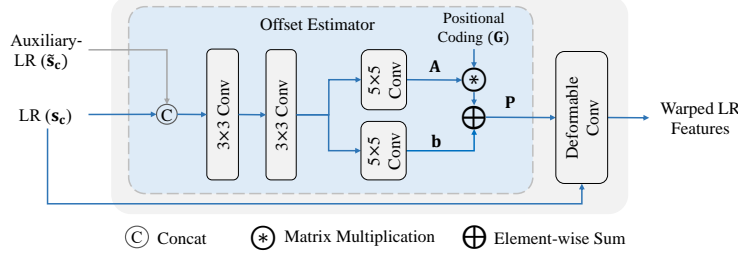 Offset Estimator
Positional
Coding (G)
Auxiliary-
LR (s̃c)
LR (sc)
C
3×3 Conv
3×3 Conv
5×5
Conv
5×5
Conv
A
b
*
P
Deformable
Conv
Warped LR
Features
C Concat
* Matrix Multiplication
Element-wise Sum